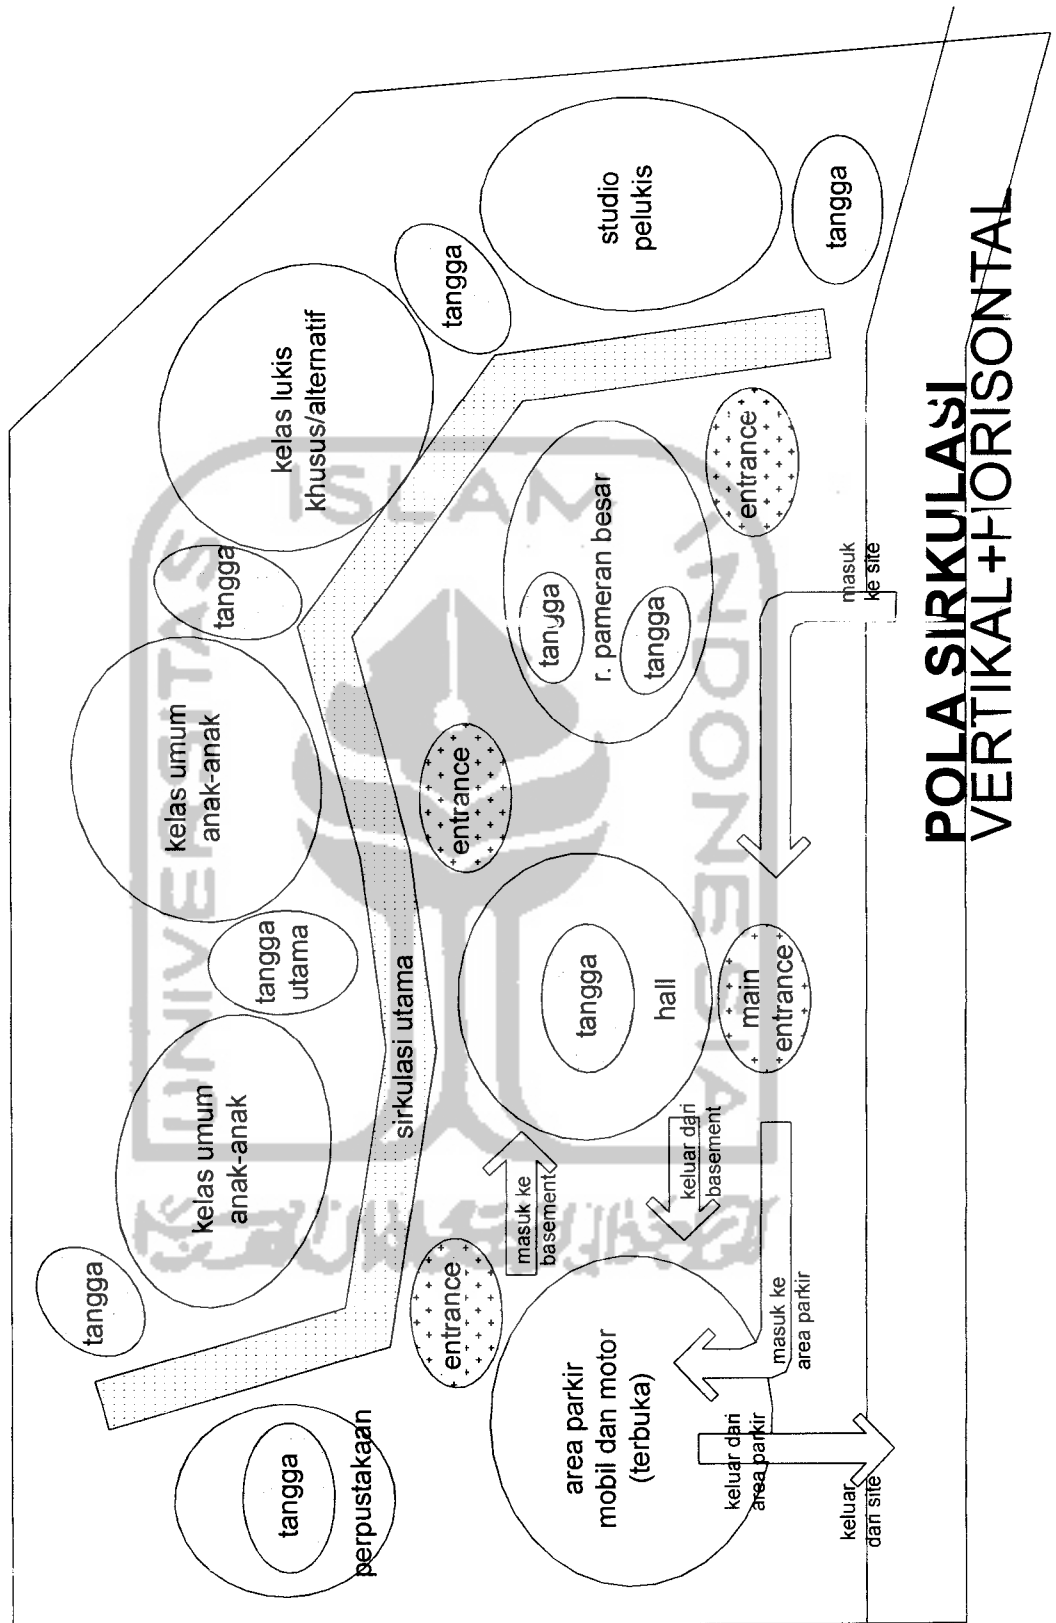 tangga
perpustakaan
tangga
kelas umum
anak-anak
tangga
utama
kelas umum
anak-anak
tangga
kelas lukis
khusus/alternatif
tangga
studio
pelukis
tangga
sirkulasi utama
entrance
entrance
entrance
masuk ke
basement
keluar dari
basement
tangga
hall
main
entrance
tangga
r. pameran besar
tangga
area parkir
mobil dan motor
(terbuka)
masuk ke
area parkir
keluar dari
area parkir
keluar
dari site
masuk
ke site
POLA SIRKULASI
VERTIKAL+HORISONTAL
UNIVERSITAS
ISLAM
INDONESIA